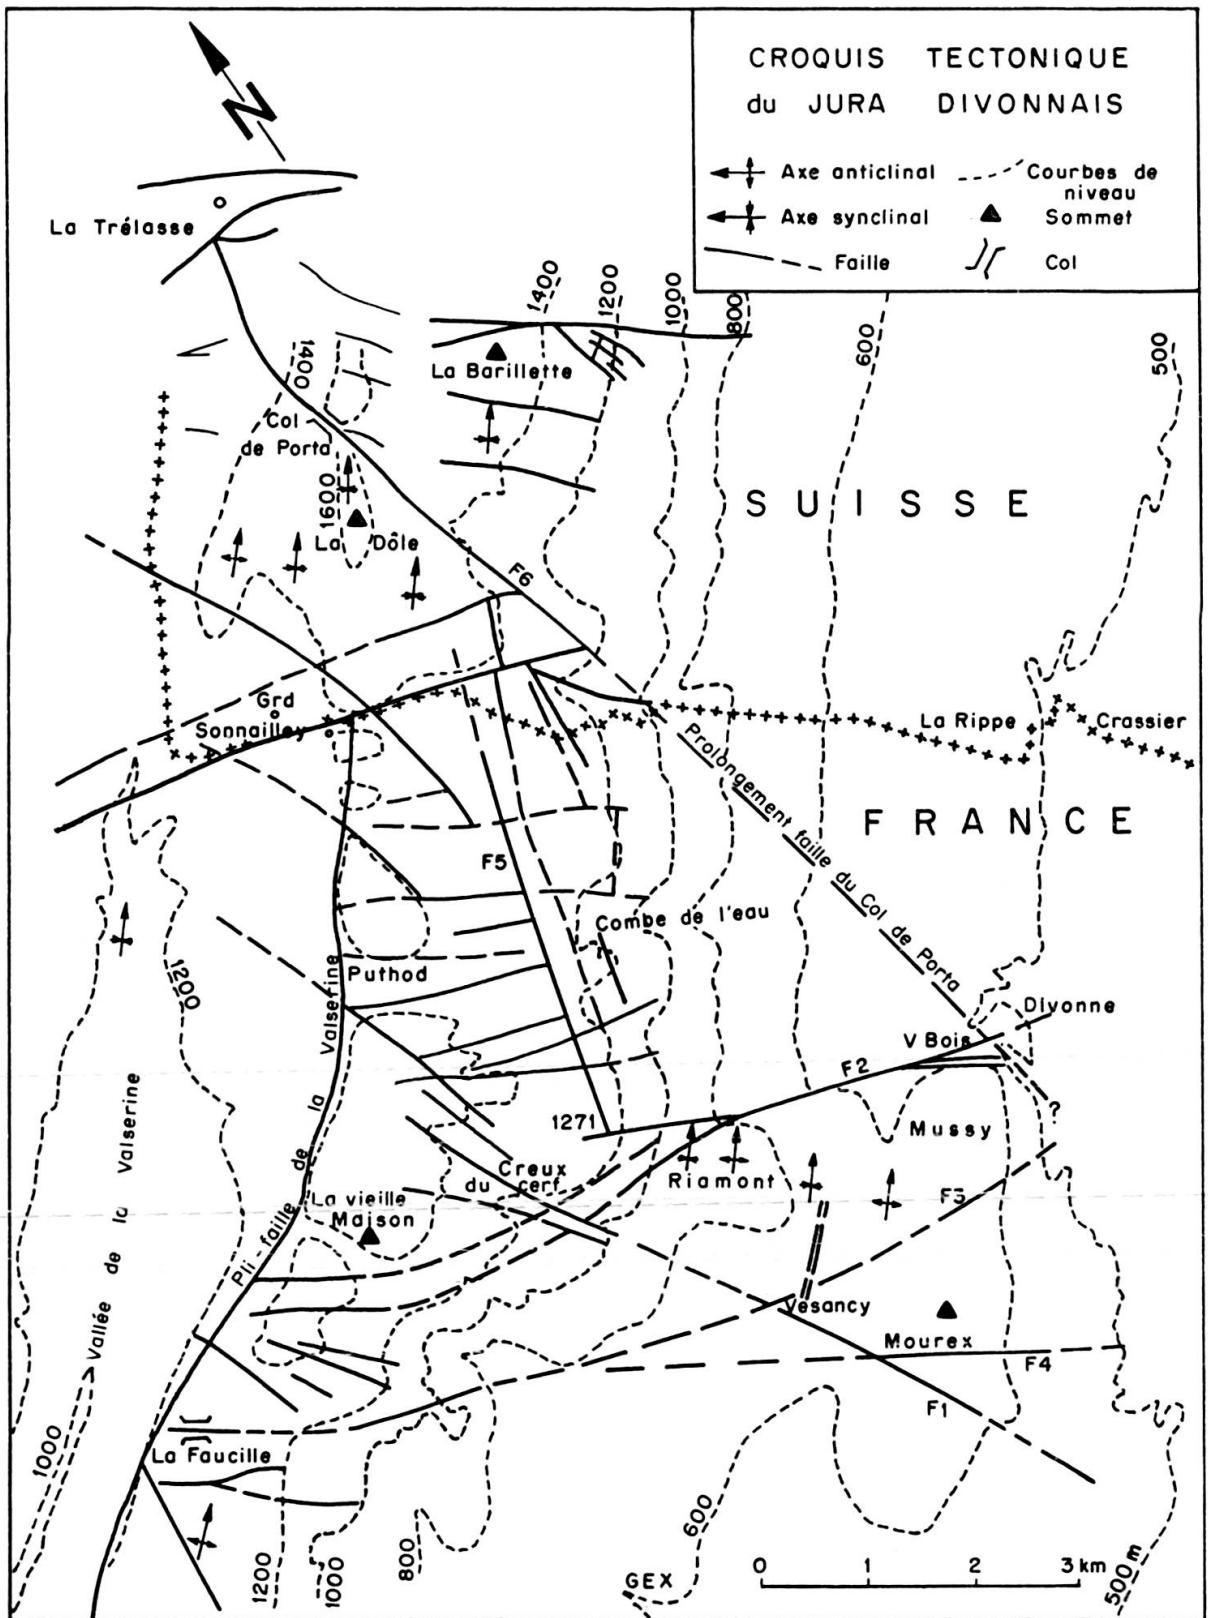 CROQUIS TECTONIQUE
du JURA DIVONNAIS
Axe anticlinal
Courbes de
niveau
Axe synclinal
Sommet
Faille
Col
N
La Trélasse
1400
1400
1200
1000
800
600
500
La Barillette
Col
de Porta
1600
La Dôle
SUISSE
F6
Grd
Sonnailley
La Rippe
Crassier
Prolongement faille du Col de Porta
FRANCE
F5
Combe de l'eau
1200
Puthod
Divonne
V Bois
F2
1271
?
Mussy
Creux
du cerf
Riamont
F3
La vieille
Maison
Pli-faille de la Valserine
Vallée de la Valserine
Vesancy
Mourex
F4
F1
La Faucille
1000
1200
1000
800
600
GEX
0 1 2 3 km
500 m